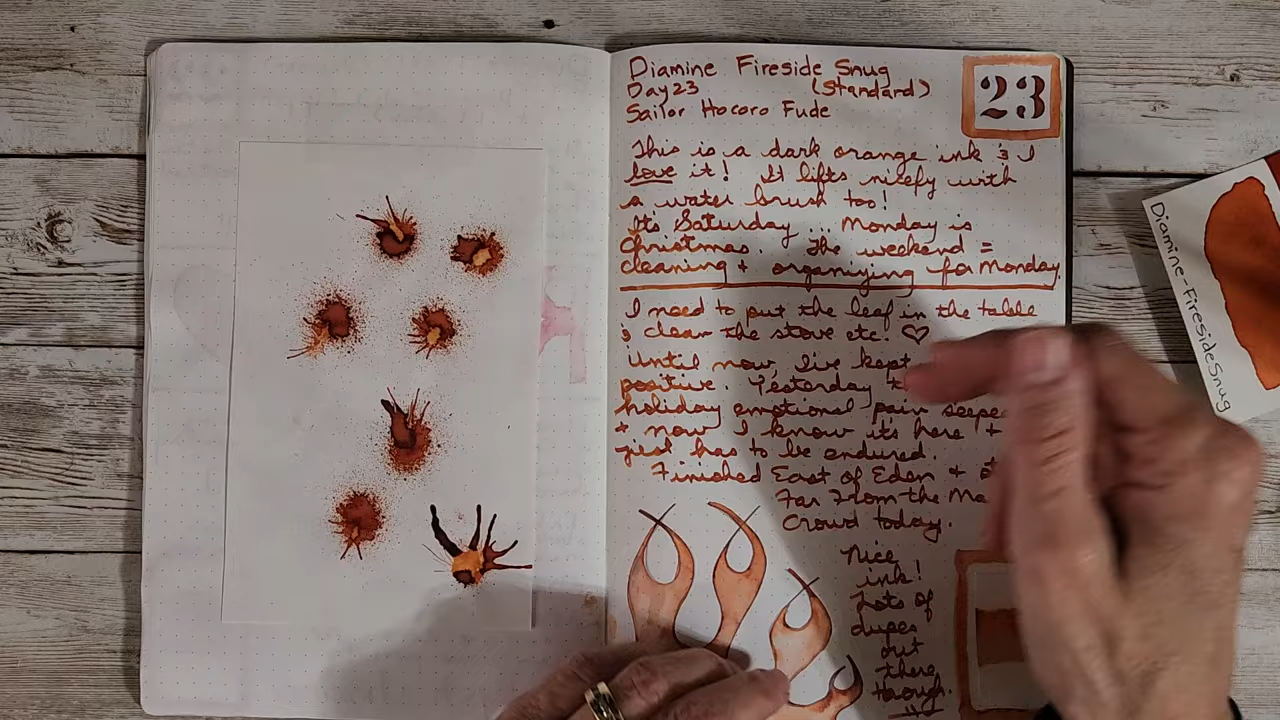 Diamine Fireside Snug
Day 23 (Standard)
Sailor Hocoro Fude
23
This is a dark orange ink & I
love it! It lifts nicely with
a water brush too!
Its Saturday ... Monday is
Christmas. The weekend =
cleaning + organizing for Monday
I need to put the leaf in the table
& clean the stove etc. ♡
Until now, I've kept
positive. Yesterday
holiday emotional pain
+ now I know it's here +
just has to be endured.
Finished East of Eden +
Far From the
Crowd today.
Nice
ink!
Lots of
dupes
out
there
though.
Diamine-FiresideSnug